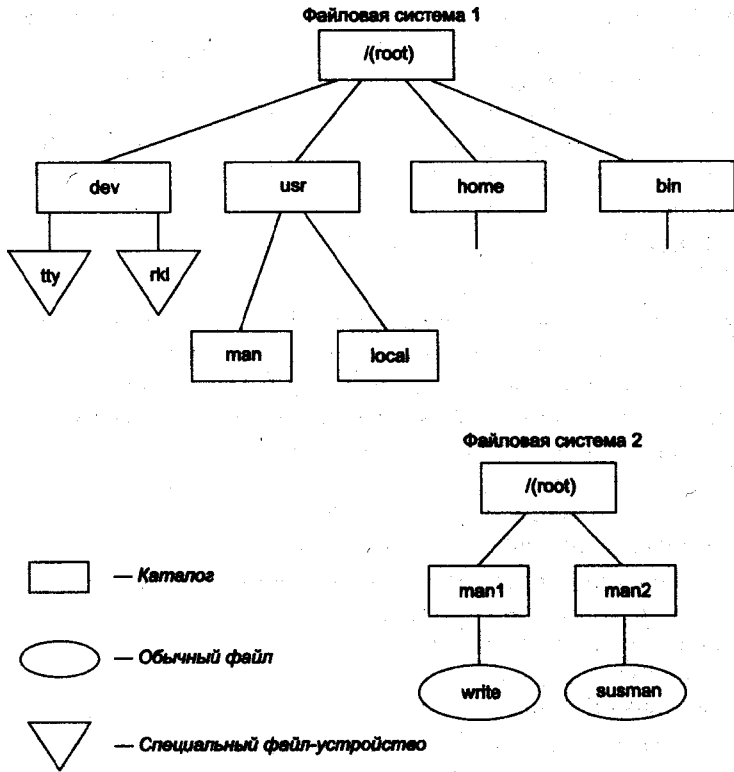 Файловая система 1
/(root)
dev
usr
home
bin
tty
rkl
man
local
Файловая система 2
/(root)
— Каталог
man1
man2
— Обычный файл
write
susman
— Специальный файл-устройство